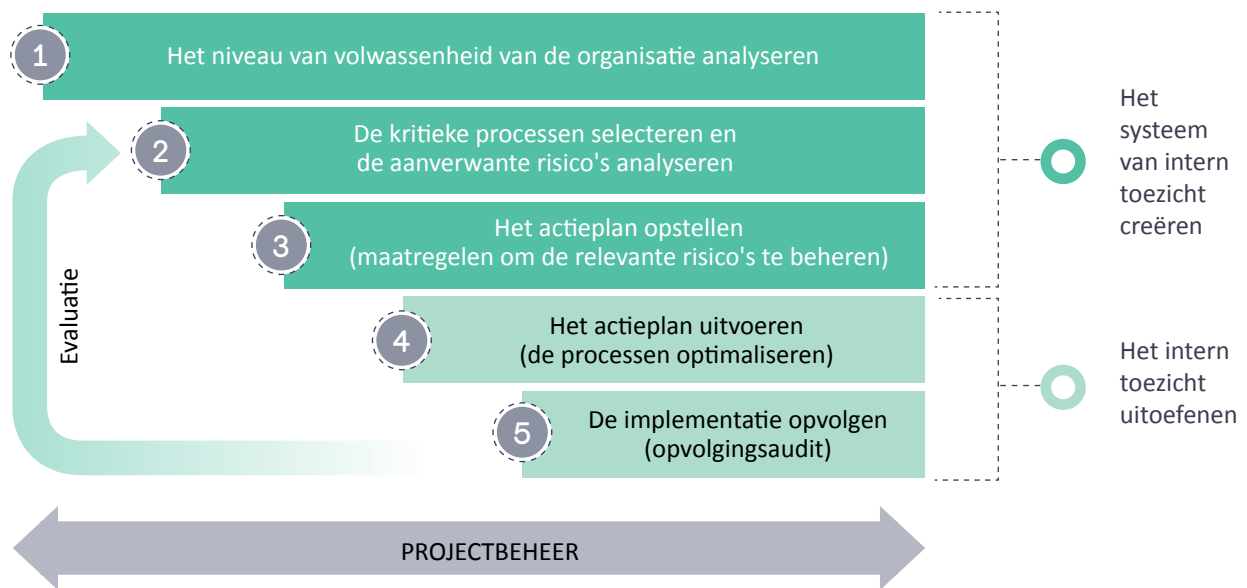 1
Het niveau van volwassenheid van de organisatie analyseren
2
De kritieke processen selecteren en
de aanverwante risico's analyseren
3
Het actieplan opstellen
(maatregelen om de relevante risico's te beheren)
4
Het actieplan uitvoeren
(de processen optimaliseren)
5
De implementatie opvolgen
(opvolgingsaudit)
Evaluatie
PROJECTBEHEER
Het
systeem
van intern
toezicht
creëren
Het intern
toezicht
uitoefenen